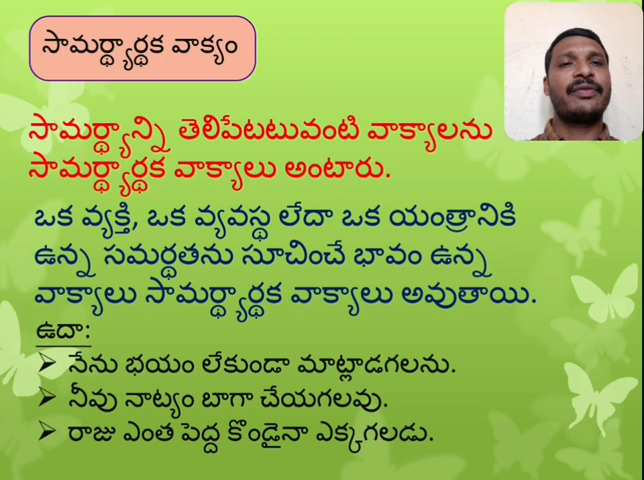 సామర్థ్యార్థక వాక్యం
సామర్థ్యాన్ని తెలిపేటటువంటి వాక్యాలను
సామర్థ్యార్థక వాక్యాలు అంటారు.
ఒక వ్యక్తి, ఒక వ్యవస్థ లేదా ఒక యంత్రానికి
ఉన్న సమర్థతను సూచించే భావం ఉన్న
వాక్యాలు సామర్థ్యార్థక వాక్యాలు అవుతాయి.
ఉదా:
➢ నేను భయం లేకుండా మాట్లాడగలను.
➢ నీవు నాట్యం బాగా చేయగలవు.
➢ రాజు ఎంత పెద్ద కొండైనా ఎక్కగలడు.